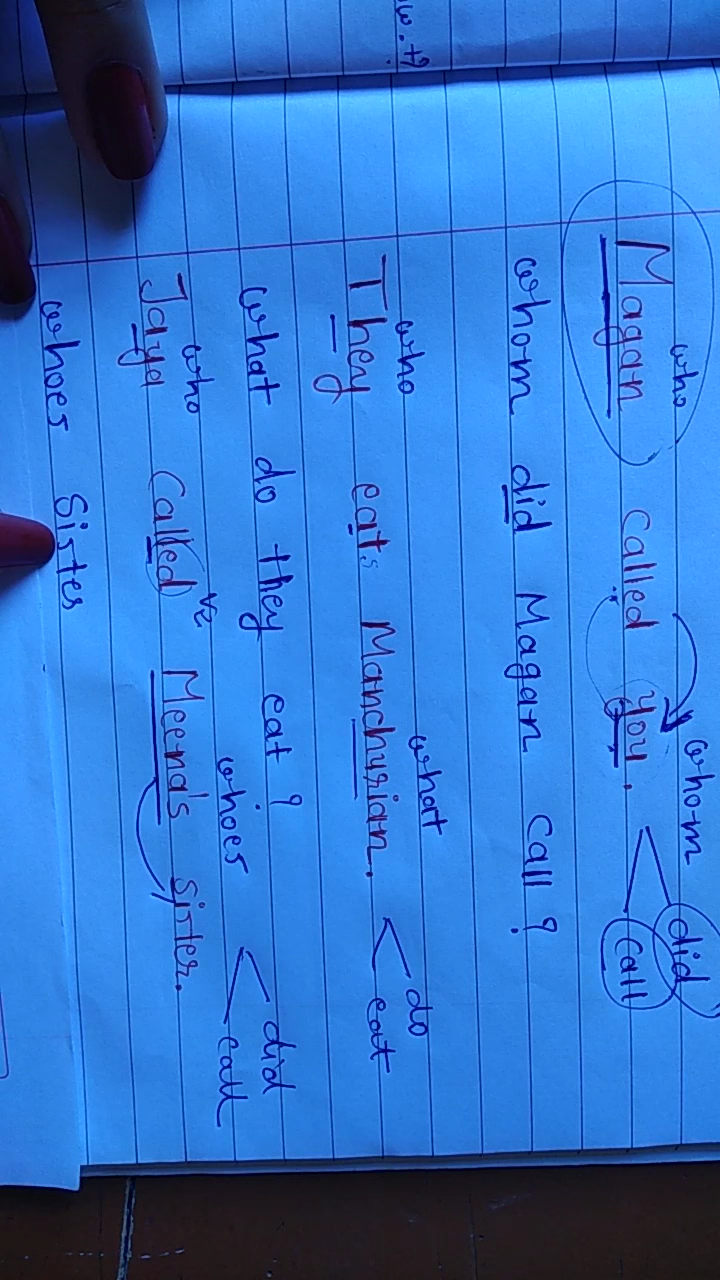 w.t?
who whom did
Magan called you. < call
whom did Magan call?
who what do
They eats Manchurian. < eat
what do they eat?
who v2 whoes did
Jaya called Meena's sister. < call
whoes Sister